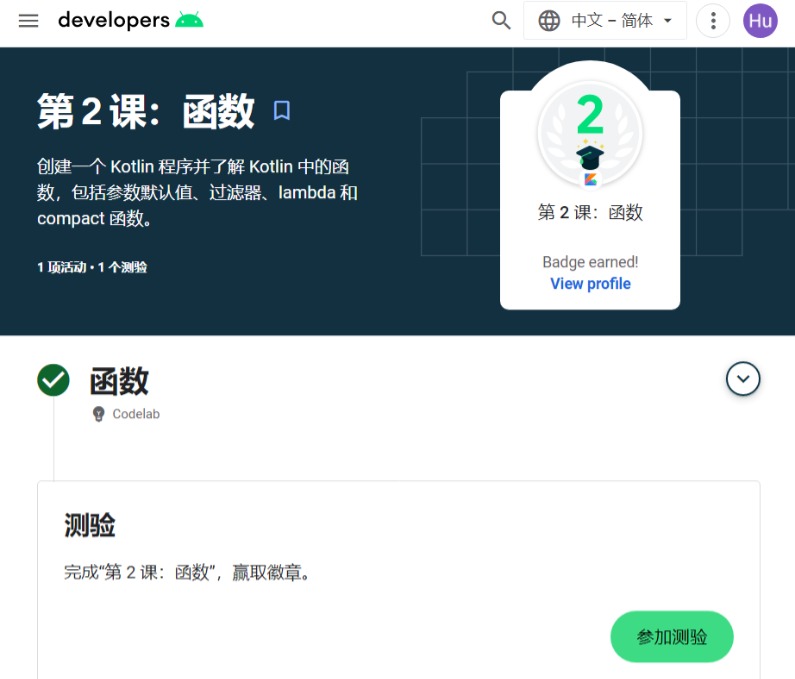 developers
中文 – 简体
Hu
第 2 课：函数
创建一个 Kotlin 程序并了解 Kotlin 中的函
数，包括参数默认值、过滤器、lambda 和
compact 函数。
1 项活动 • 1 个测验
2
第 2 课：函数
Badge earned!
View profile
函数
Codelab
测验
完成“第 2 课：函数”，赢取徽章。
参加测验